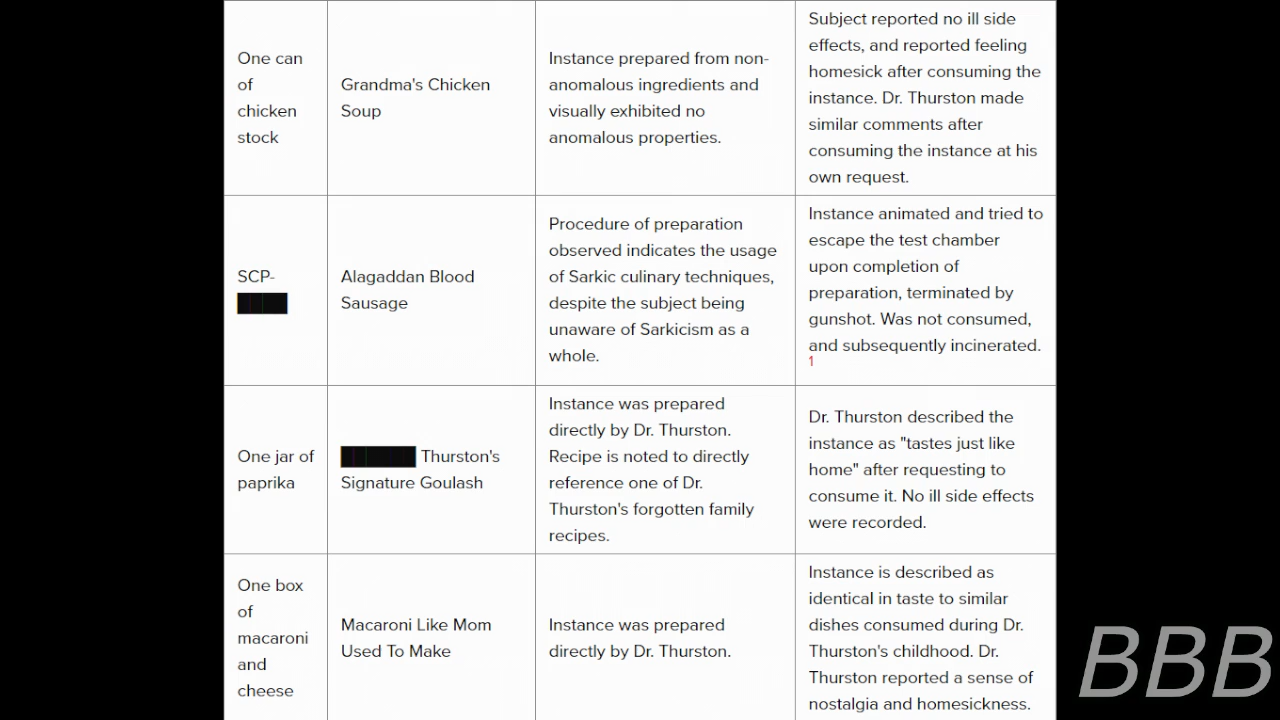 One can
of
chicken
stock
Grandma's Chicken
Soup
Instance prepared from non-
anomalous ingredients and
visually exhibited no
anomalous properties.
Subject reported no ill side
effects, and reported feeling
homesick after consuming the
instance. Dr. Thurston made
similar comments after
consuming the instance at his
own request.
SCP-
████
Alagaddan Blood
Sausage
Procedure of preparation
observed indicates the usage
of Sarkic culinary techniques,
despite the subject being
unaware of Sarkicism as a
whole.
Instance animated and tried to
escape the test chamber
upon completion of
preparation, terminated by
gunshot. Was not consumed,
and subsequently incinerated.
1
One jar of
paprika
██████ Thurston's
Signature Goulash
Instance was prepared
directly by Dr. Thurston.
Recipe is noted to directly
reference one of Dr.
Thurston's forgotten family
recipes.
Dr. Thurston described the
instance as "tastes just like
home" after requesting to
consume it. No ill side effects
were recorded.
One box
of
macaroni
and
cheese
Macaroni Like Mom
Used To Make
Instance was prepared
directly by Dr. Thurston.
Instance is described as
identical in taste to similar
dishes consumed during Dr.
Thurston's childhood. Dr.
Thurston reported a sense of
nostalgia and homesickness.
BBB